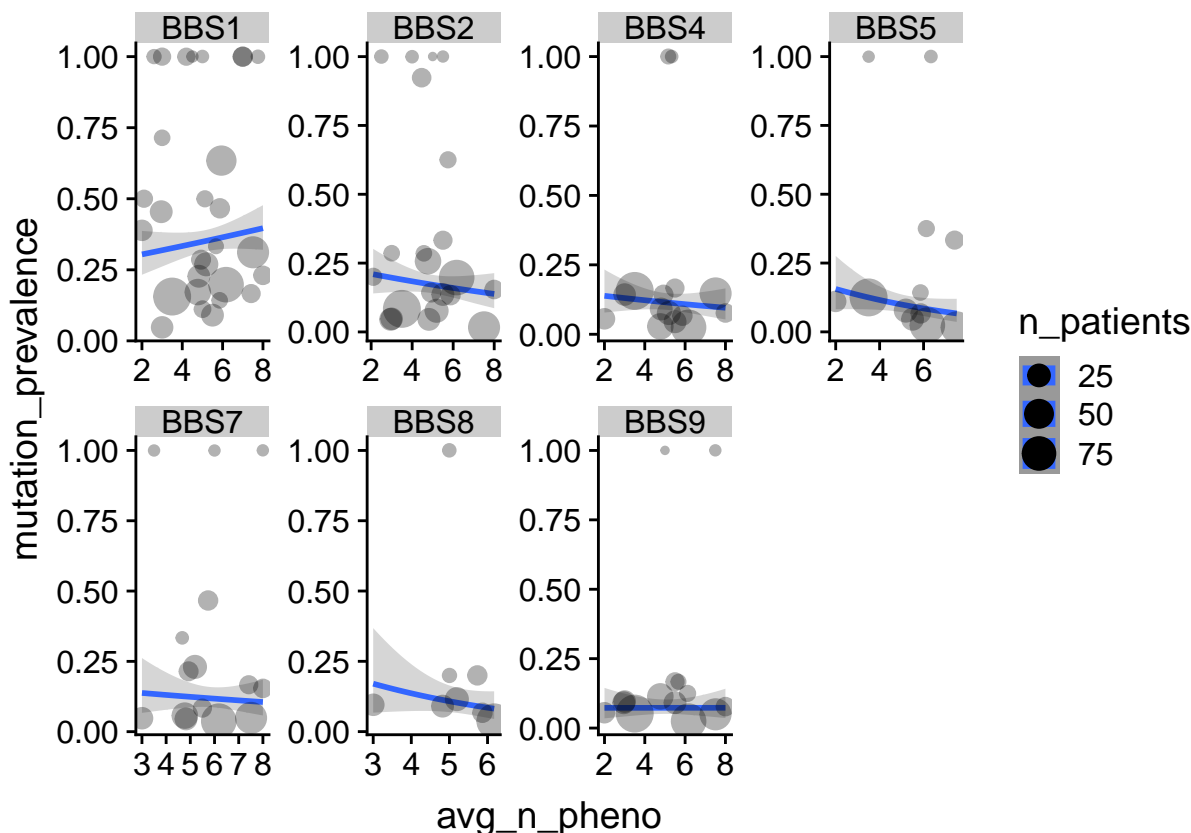 BBS1 BBS2 BBS4 BBS5
1.00 1.00 1.00 1.00
0.75 0.75 0.75 0.75
0.50 0.50 0.50 0.50
0.25 0.25 0.25 0.25
0.00 0.00 0.00 0.00
2 4 6 8 2 4 6 8 2 4 6 8 2 4 6
BBS7 BBS8 BBS9
1.00 1.00 1.00
0.75 0.75 0.75
0.50 0.50 0.50
0.25 0.25 0.25
0.00 0.00 0.00
3 4 5 6 7 8 3 4 5 6 2 4 6 8
mutation_prevalence
avg_n_pheno
n_patients
25
50
75